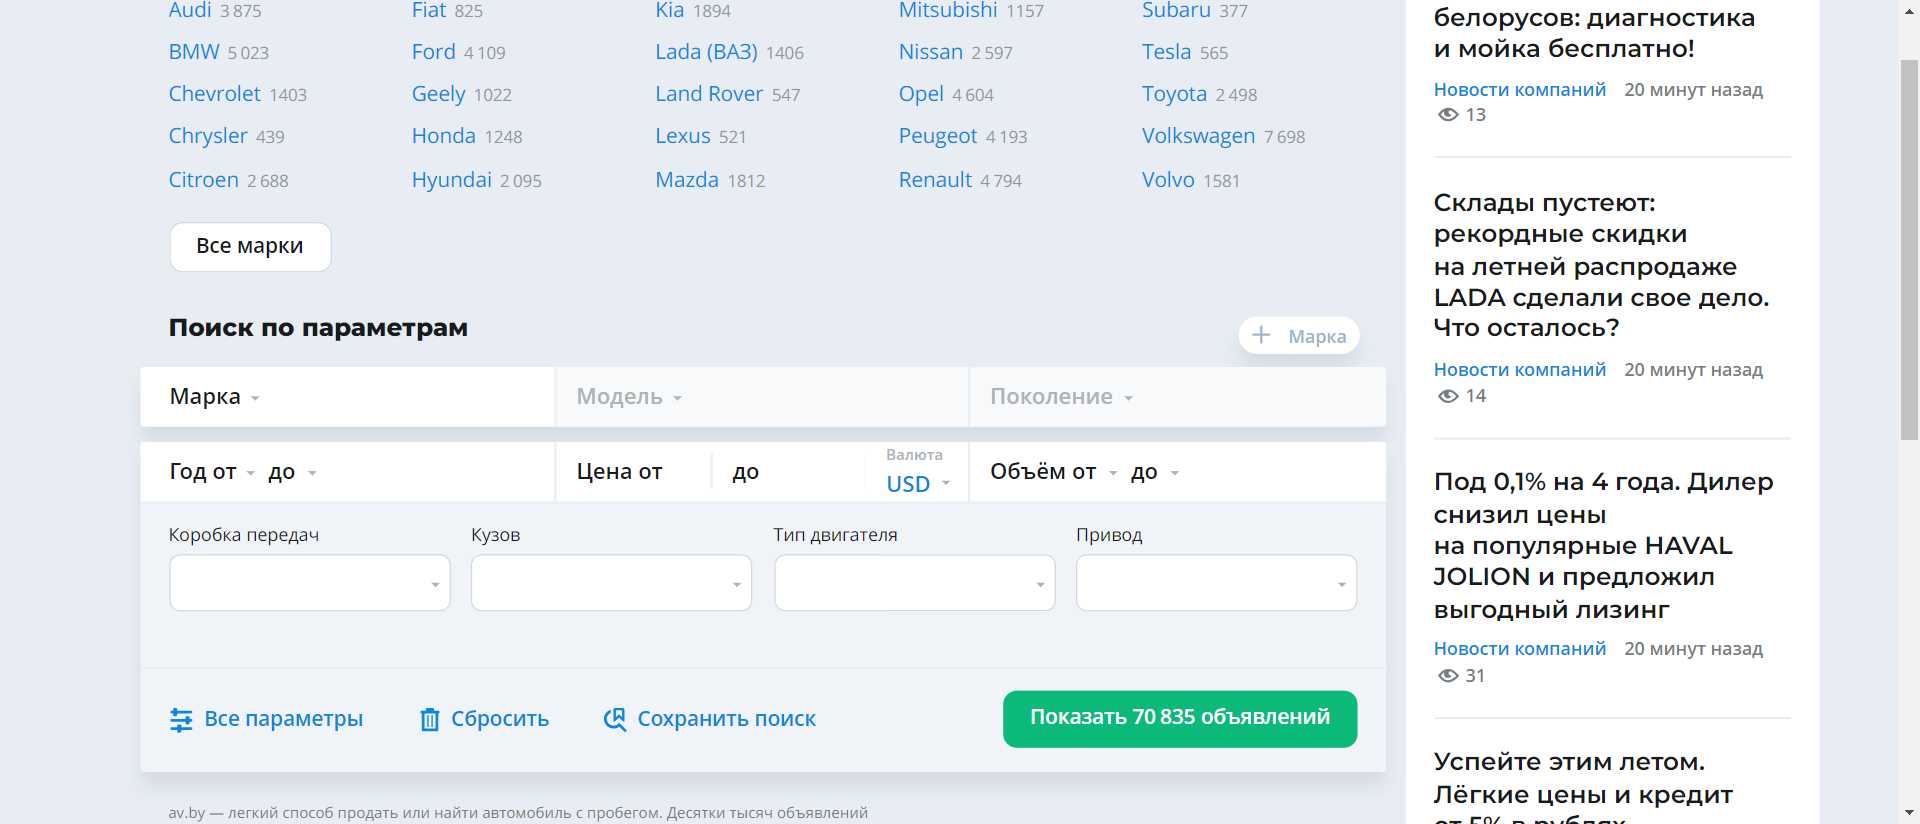 Audi 3 875 Fiat 825 Kia 1894 Mitsubishi 1157 Subaru 377
BMW 5 023 Ford 4 109 Lada (ВАЗ) 1406 Nissan 2 597 Tesla 565
Chevrolet 1403 Geely 1022 Land Rover 547 Opel 4 604 Toyota 2 498
Chrysler 439 Honda 1248 Lexus 521 Peugeot 4 193 Volkswagen 7 698
Citroen 2 688 Hyundai 2 095 Mazda 1812 Renault 4 794 Volvo 1581
Все марки
Поиск по параметрам
Марка
Марка Модель Поколение
Год от до Цена от до Валюта USD Объём от до
Коробка передач Кузов Тип двигателя Привод
Все параметры Сбросить Сохранить поиск Показать 70 835 объявлений
av.by — легкий способ продать или найти автомобиль с пробегом. Десятки тысяч объявлений
белорусов: диагностика
и мойка бесплатно!
Новости компаний 20 минут назад
13
Склады пустеют:
рекордные скидки
на летней распродаже
LADA сделали свое дело.
Что осталось?
Новости компаний 20 минут назад
14
Под 0,1% на 4 года. Дилер
снизил цены
на популярные HAVAL
JOLION и предложил
выгодный лизинг
Новости компаний 20 минут назад
31
Успейте этим летом.
Лёгкие цены и кредит
от 5% в рублях